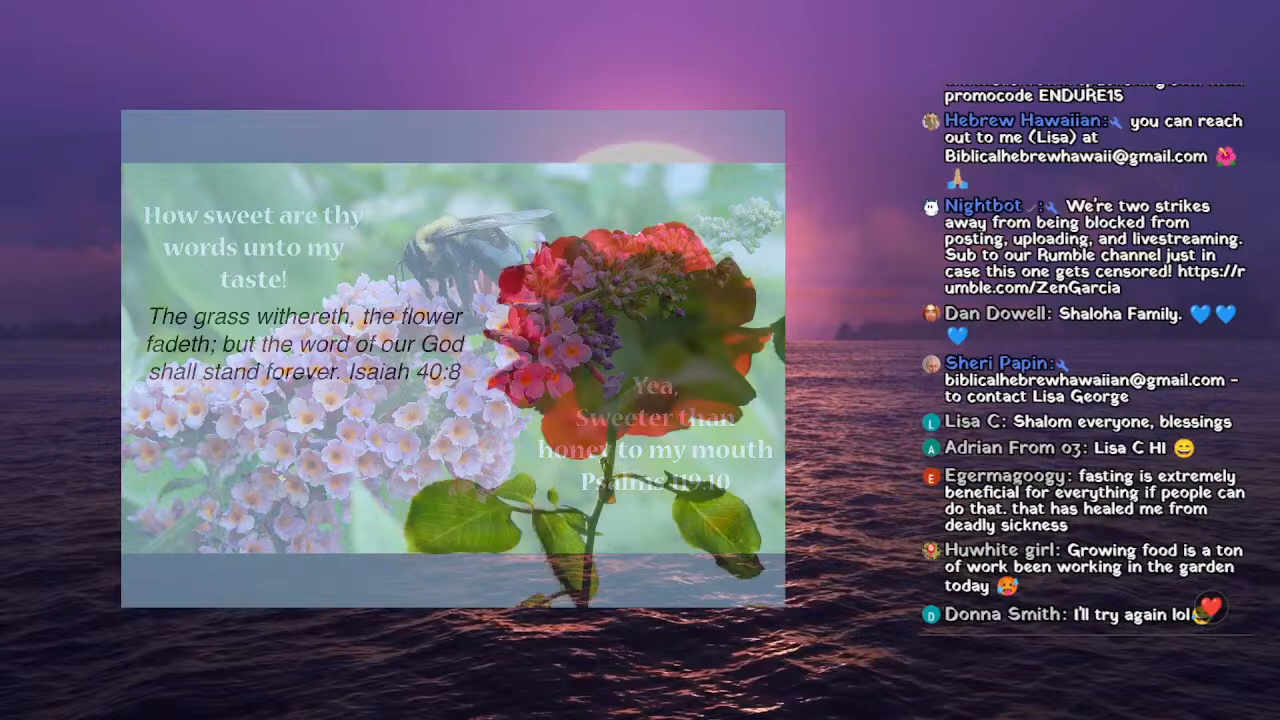 How sweet are thy
words unto my
taste!
The grass withereth, the flower
fadeth; but the word of our God
shall stand forever. Isaiah 40:8
Yea,
Sweeter than
honey to my mouth
Psalms 119.10
promocode ENDURE15
Hebrew Hawaiian: you can reach
out to me (Lisa) at
Biblicalhebrewhawaii@gmail.com
Nightbot : We're two strikes
away from being blocked from
posting, uploading, and livestreaming.
Sub to our Rumble channel just in
case this one gets censored! https://r
umble.com/ZenGarcia
Dan Dowell: Shaloha Family. 💙 💙
💙
Sheri Papin:
biblicalhebrewhawaiian@gmail.com -
to contact Lisa George
L Lisa C: Shalom everyone, blessings
A Adrian From 03: Lisa C HI 😄
E Egermagoogy: fasting is extremely
beneficial for everything if people can
do that. that has healed me from
deadly sickness
Huwhite girl: Growing food is a ton
of work been working in the garden
today 🥵
D Donna Smith: I'll try again lol